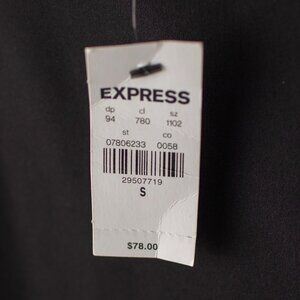 EXPRESS
dp cl sz
94 780 1102
st co
07806233 0058
29507719
S
$78.00